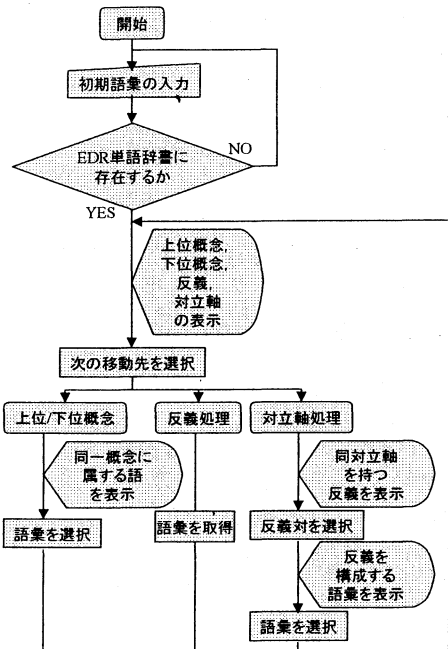 開始
初期語彙の入力
EDR単語辞書に
存在するか
NO
YES
上位概念,
下位概念,
反義,
対立軸
の表示
次の移動先を選択
上位/下位概念
反義処理
対立軸処理
同一概念に
属する語
を表示
同対立軸
を持つ
反義を表示
語彙を選択
語彙を取得
反義対を選択
反義を
構成する
語彙を表示
語彙を選択